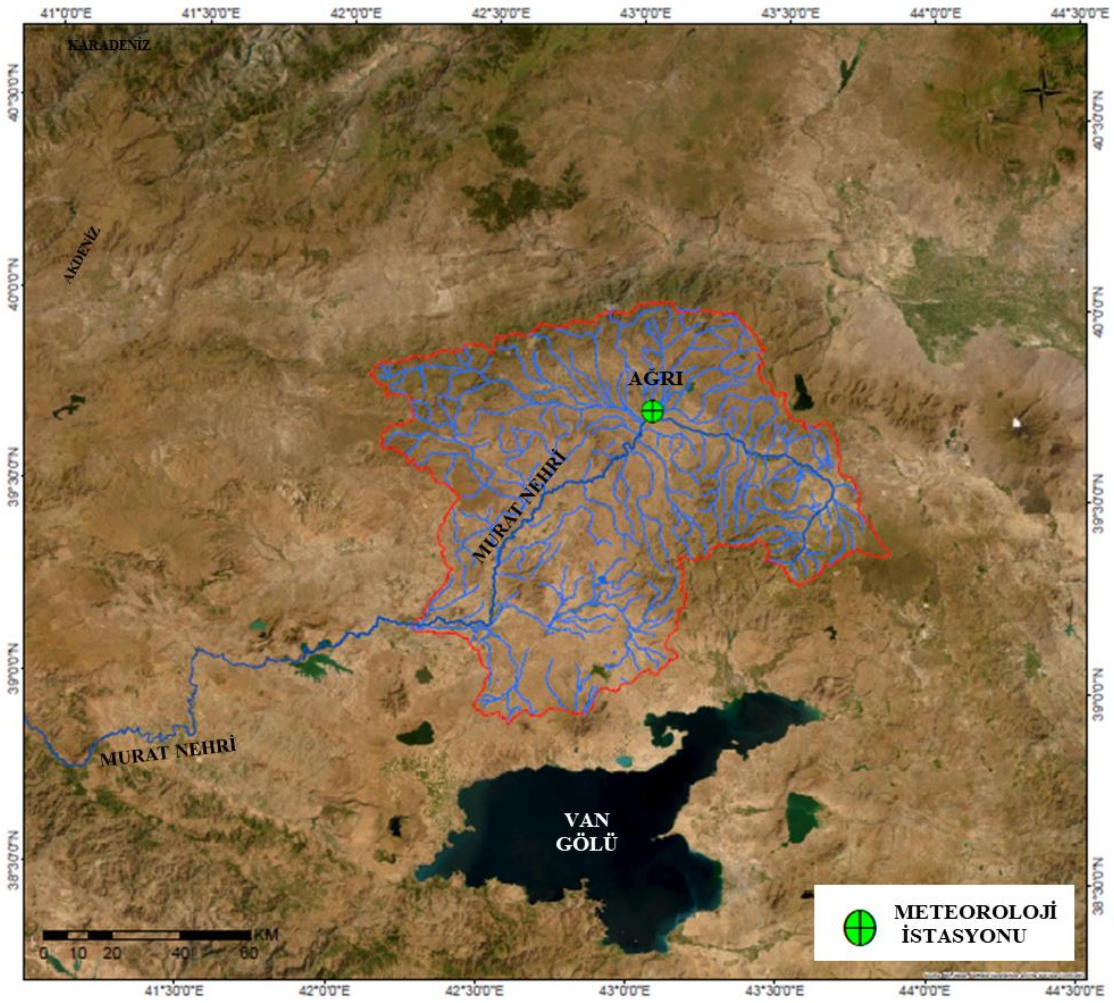 41°0'0"E 41°30'0"E 42°0'0"E 42°30'0"E 43°0'0"E 43°30'0"E 44°0'0"E 44°30'0"E
KARADENİZ
40°30'0"N
40°30'0"N
AKDENİZ
40°0'0"N
40°0'0"N
AĞRI
MURAT NEHRİ
39°30'0"N
39°30'0"N
39°0'0"N
39°0'0"N
MURAT NEHRİ
VAN
GÖLÜ
38°30'0"N
38°30'0"N
METEOROLOJİ
İSTASYONU
KM
0 10 20 40 60
41°30'0"E 42°0'0"E 42°30'0"E 43°0'0"E 43°30'0"E 44°0'0"E 44°30'0"E